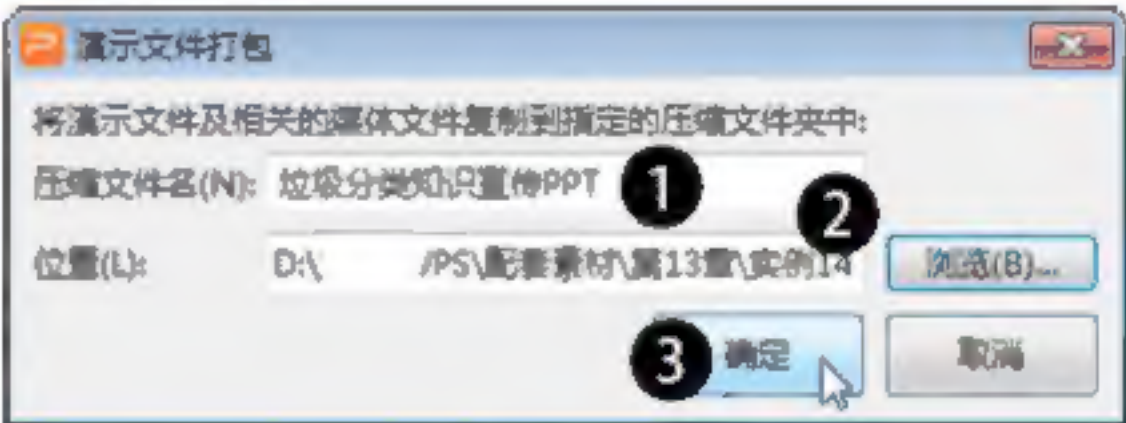 演示文件打包
将演示文件及相关的媒体文件复制到指定的压缩文件夹中:
压缩文件名(N): 垃圾分类知识宣传PPT 1
2
位置(L): D:\ /PS\配套素材\第13章\实例14 浏览(B)...
3 确定 取消